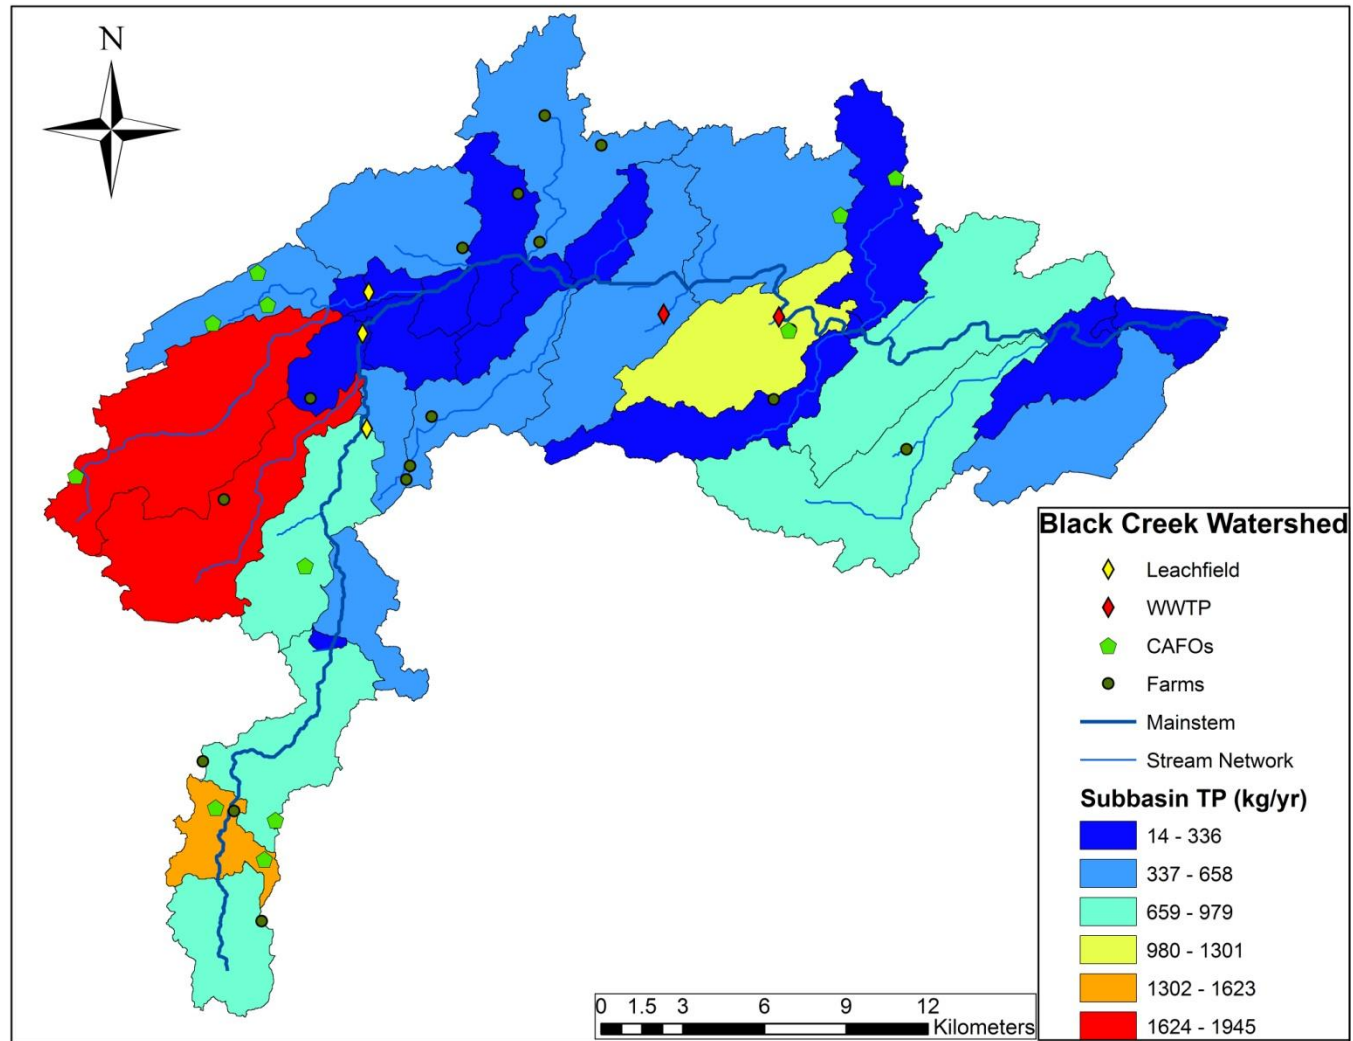 N
Black Creek Watershed
Leachfield
WWTP
CAFOs
Farms
Mainstem
Stream Network
Subbasin TP (kg/yr)
14 - 336
337 - 658
659 - 979
980 - 1301
1302 - 1623
1624 - 1945
0 1.5 3 6 9 12
Kilometers